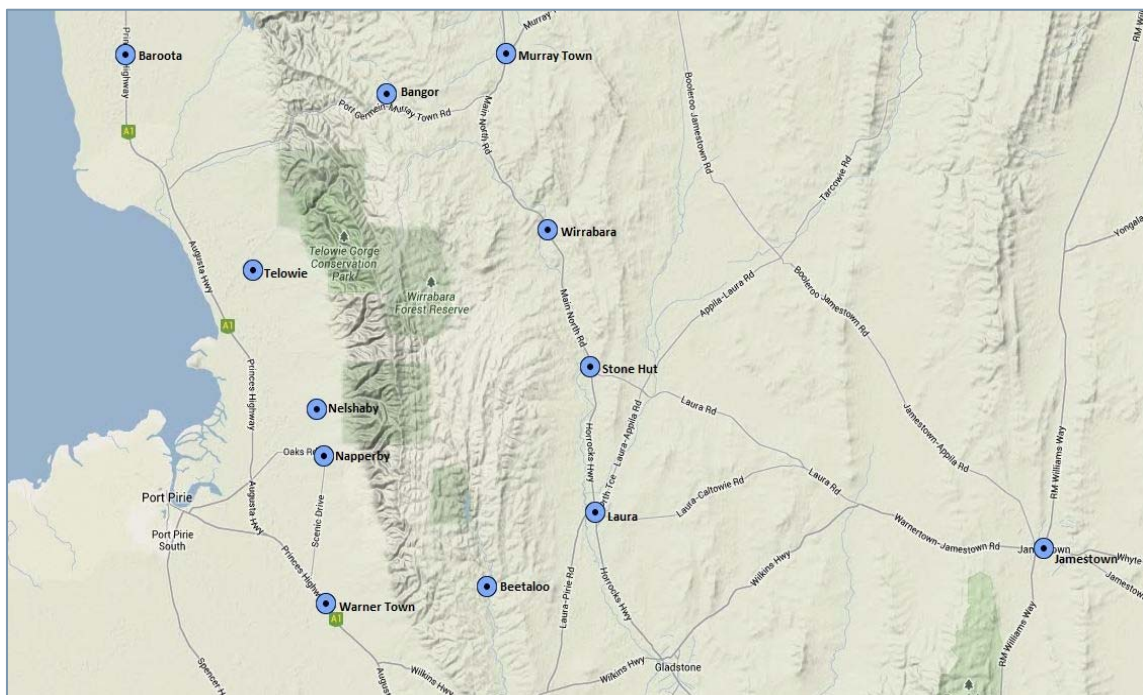 Princes Highway
Baroota
Murray Town
Bangor
Port Germein-Murray Town Rd
Main North Rd
Booleroo Jamestown Rd
A1
Tarcowie Rd
Wirrabara
Yongala
Telowie Gorge
Conservation
Park
Augusta Hwy
Telowie
Wirrabara
Forest Reserve
Appila-Laura Rd
Booleroo Jamestown Rd
A1
Main North Rd
Princes Highway
Stone Hut
Laura Rd
Nelshaby
Horrocks Hwy
Laura-Appila Rd
Jamestown-Appila Rd
RM Williams Way
Napperby
Laura Rd
Laura-Caltowie Rd
Port Pirie
Augusta Hwy
Scenic Drive
Laura
Port Pirie
South
Warnertown-Jamestown Rd
Jamestown
Whyte
Jamestown
Wilkins Hwy
Beetaloo
Laura-Pirie Rd
Horrocks Hwy
Warner Town
A1
RM Williams Way
Gladstone
Wilkins Hwy
Wilkins Hwy